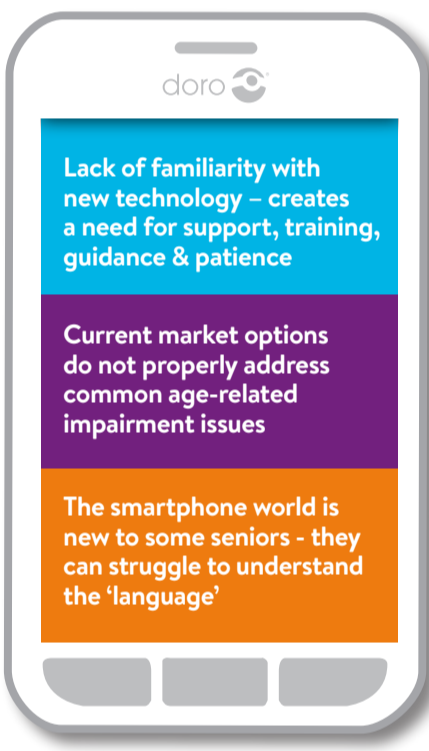 doro
Lack of familiarity with
new technology – creates
a need for support, training,
guidance & patience
Current market options
do not properly address
common age-related
impairment issues
The smartphone world is
new to some seniors - they
can struggle to understand
the ‘language’